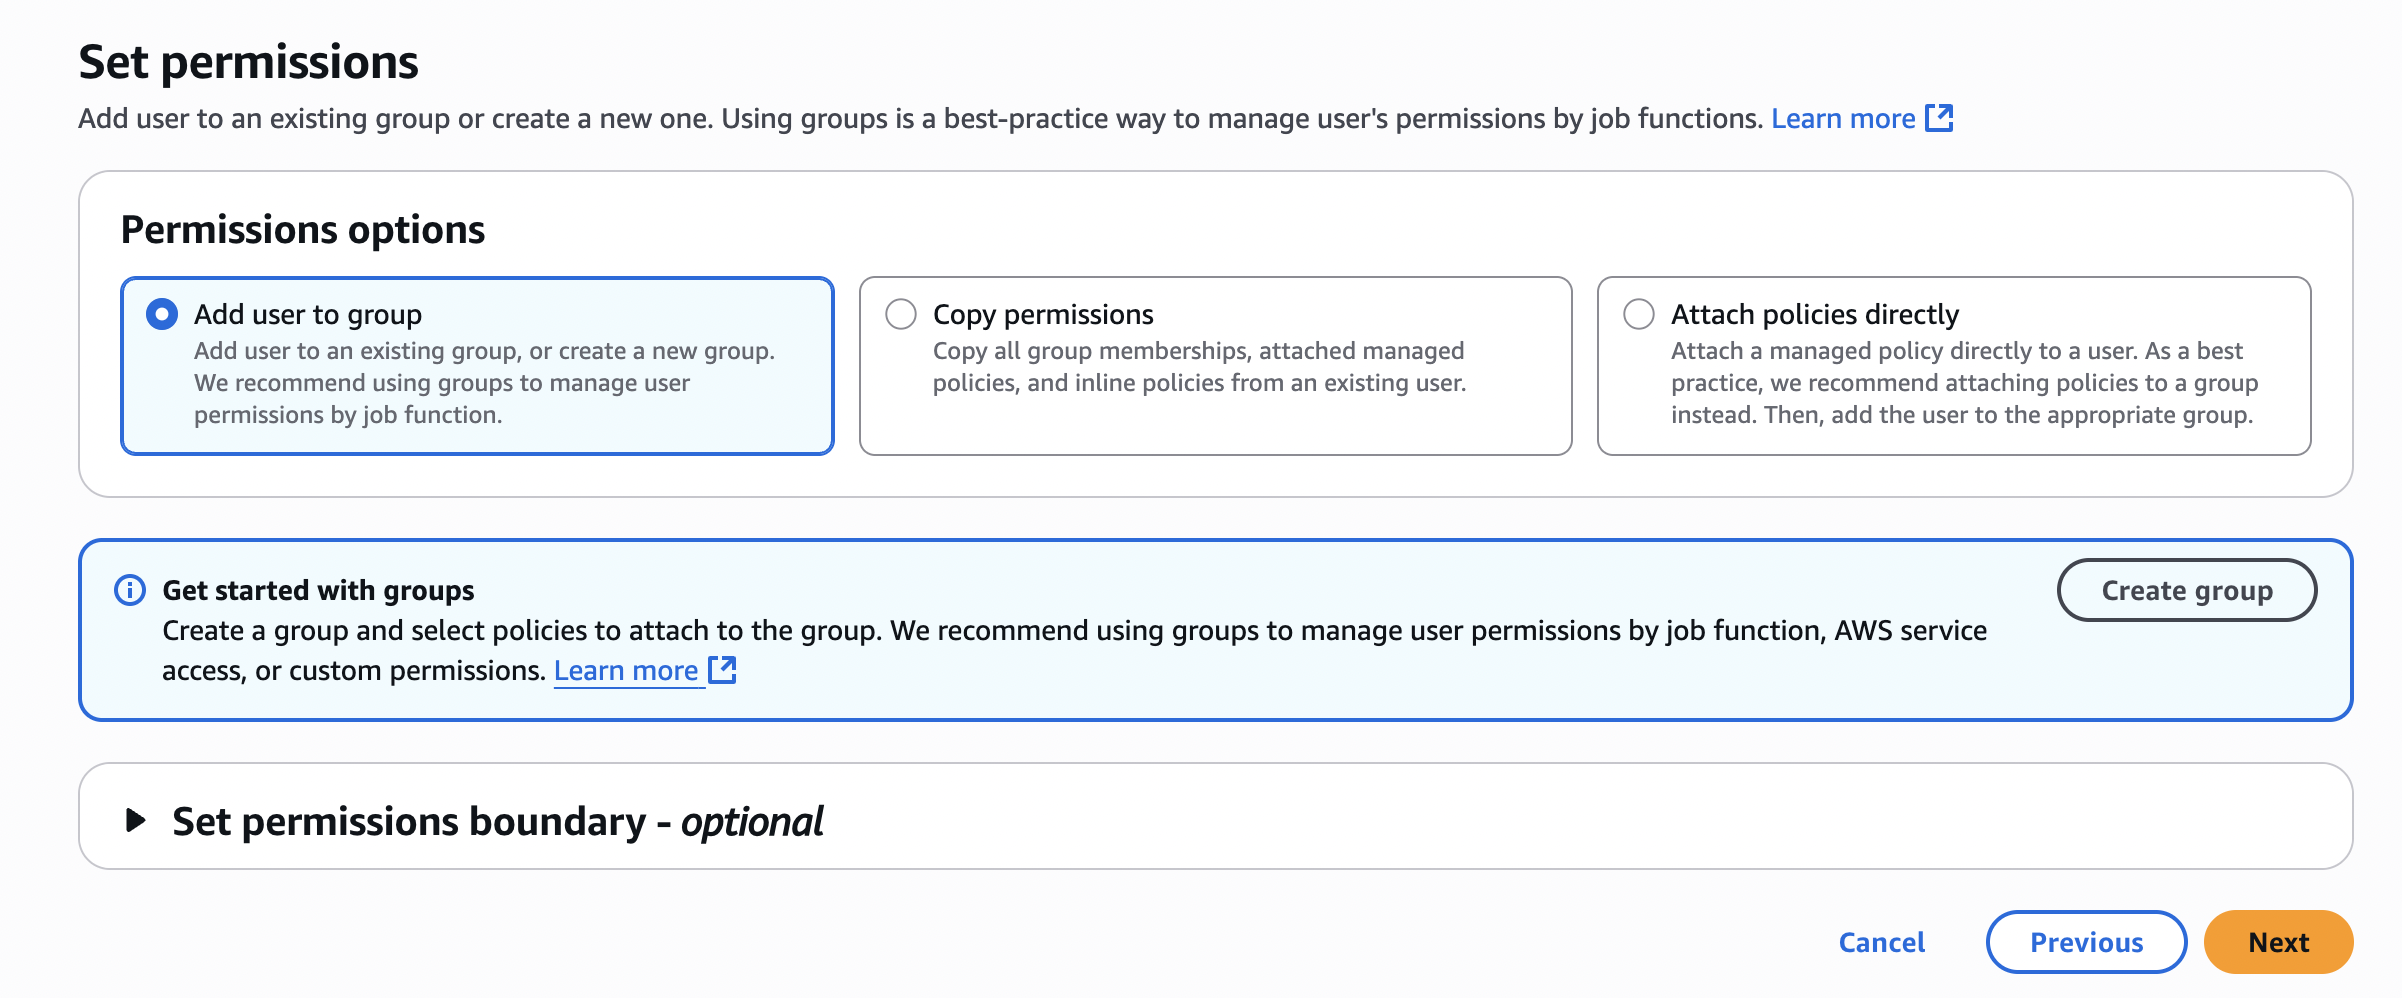 Set permissions
Add user to an existing group or create a new one. Using groups is a best-practice way to manage user's permissions by job functions. Learn more
Permissions options
Add user to group
Add user to an existing group, or create a new group.
We recommend using groups to manage user
permissions by job function.
Copy permissions
Copy all group memberships, attached managed
policies, and inline policies from an existing user.
Attach policies directly
Attach a managed policy directly to a user. As a best
practice, we recommend attaching policies to a group
instead. Then, add the user to the appropriate group.
Get started with groups
Create a group and select policies to attach to the group. We recommend using groups to manage user permissions by job function, AWS service
access, or custom permissions. Learn more
Create group
Set permissions boundary - optional
Cancel
Previous
Next